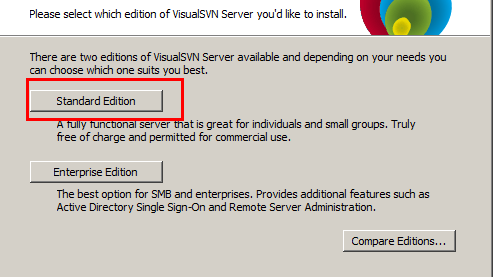 Please select which edition of VisualSVN Server you'd like to install.
There are two editions of VisualSVN Server available and depending on your needs you
can choose which one suits you best.
Standard Edition
A fully functional server that is great for individuals and small groups. Truly
free of charge and permitted for commercial use.
Enterprise Edition
The best option for SMB and enterprises. Provides additional features such as
Active Directory Single Sign-On and Remote Server Administration.
Compare Editions...